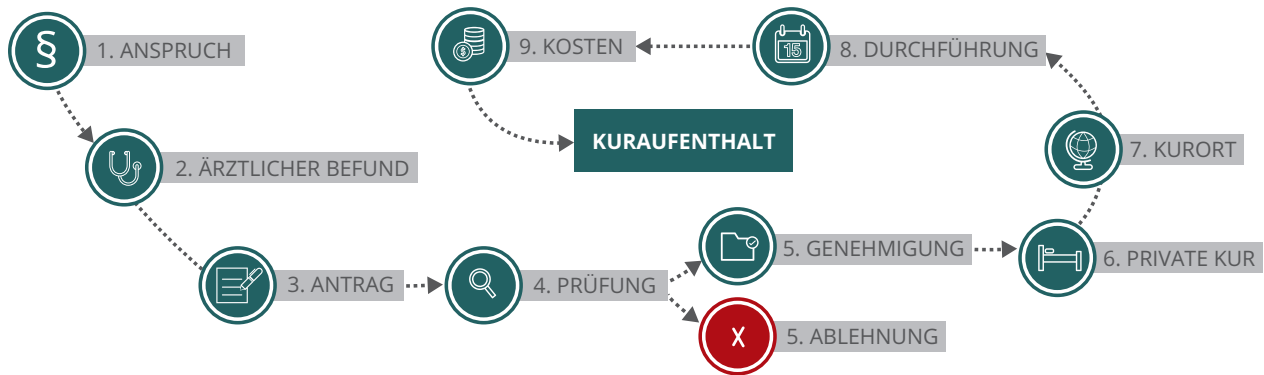 §
1. ANSPRUCH
2. ÄRZTLICHER BEFUND
3. ANTRAG
4. PRÜFUNG
5. GENEHMIGUNG
X
5. ABLEHNUNG
6. PRIVATE KUR
7. KURORT
15
8. DURCHFÜHRUNG
$
9. KOSTEN
KURAUFENTHALT